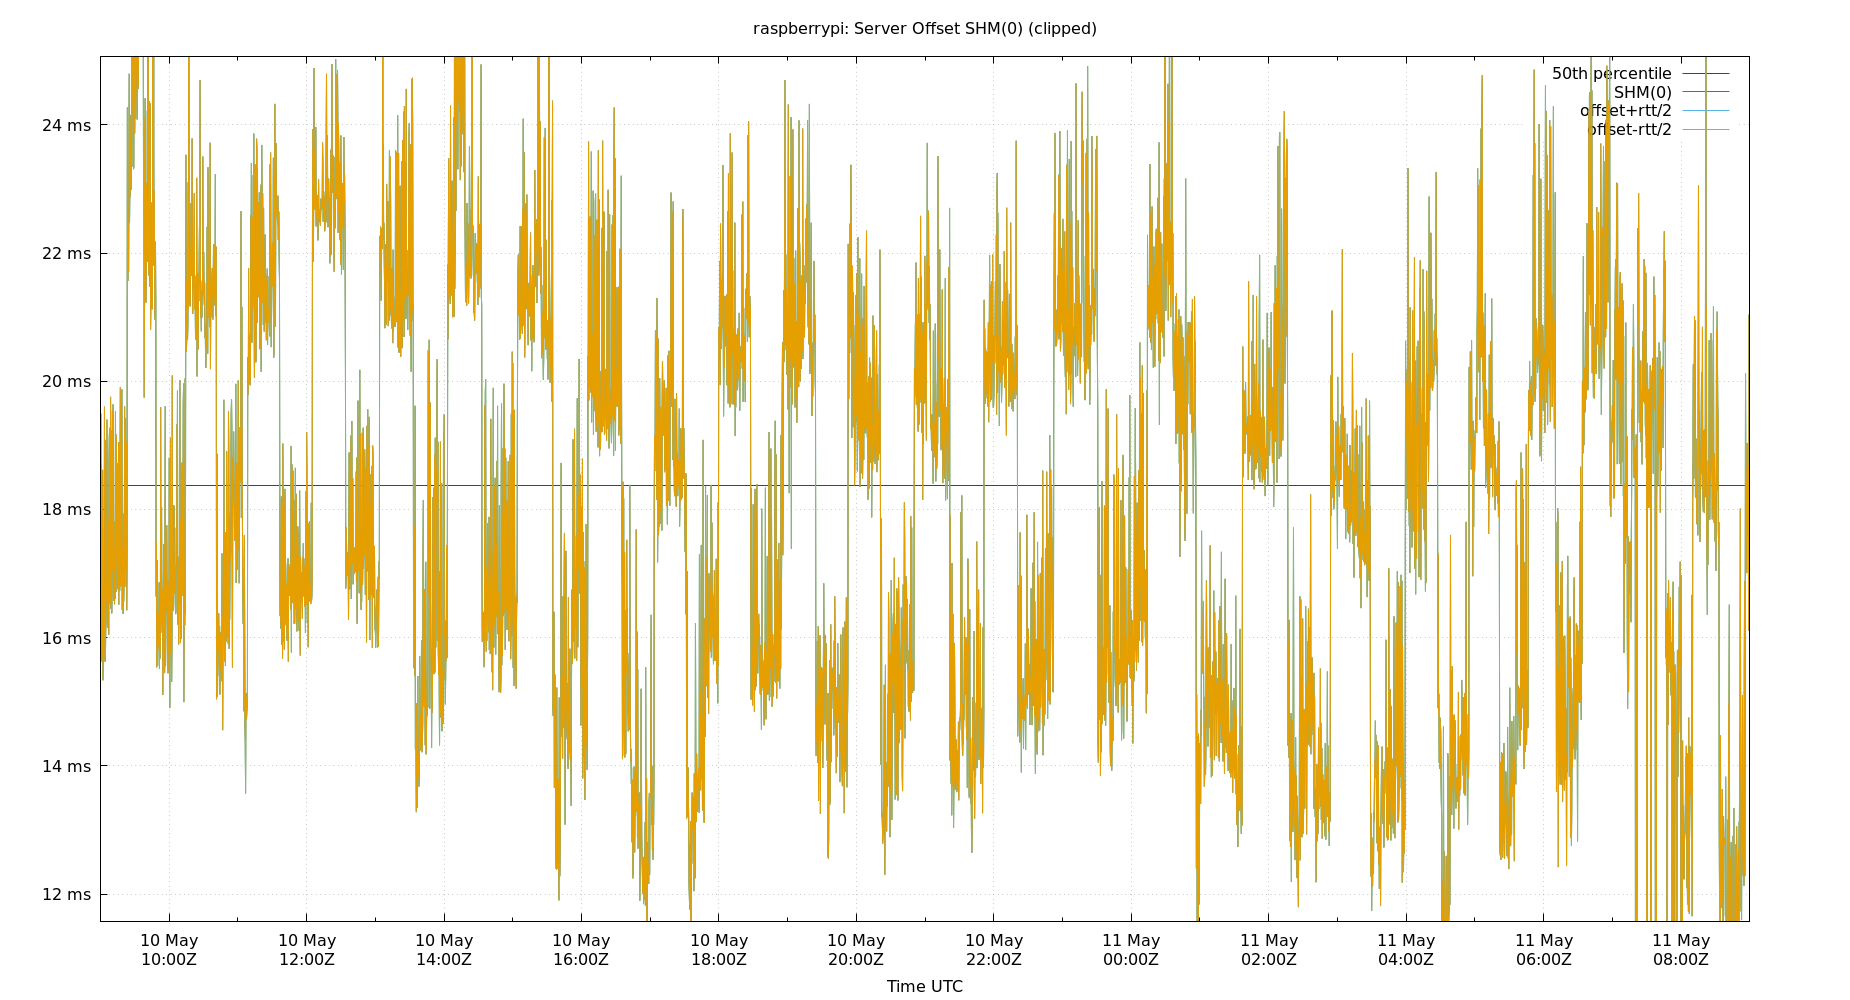 raspberrypi: Server Offset SHM(0) (clipped)
50th percentile
SHM(0)
offset+rtt/2
offset-rtt/2
24 ms
22 ms
20 ms
18 ms
16 ms
14 ms
12 ms
10 May 10 May 10 May 10 May 10 May 10 May 10 May 11 May 11 May 11 May 11 May 11 May
10:00Z 12:00Z 14:00Z 16:00Z 18:00Z 20:00Z 22:00Z 00:00Z 02:00Z 04:00Z 06:00Z 08:00Z
Time UTC